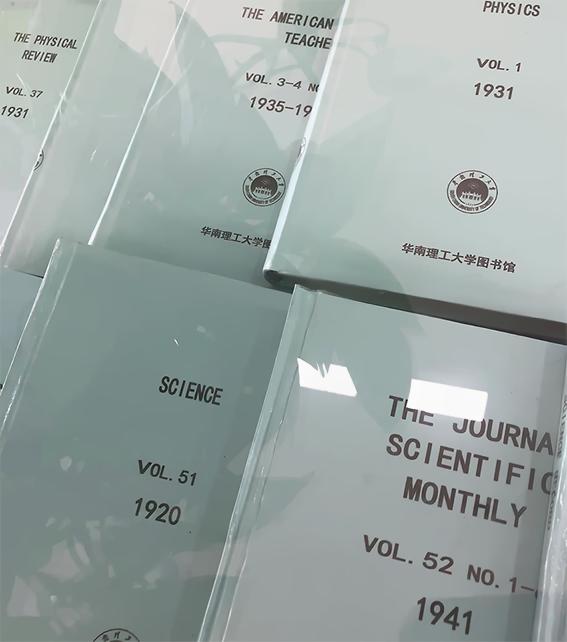 THE PHYSICAL
REVIEW
VOL. 37
1931
THE AMERICAN
TEACHE
VOL. 3-4 NO
1935-19
华南理工大学图
PHYSICS
VOL. 1
1931
华南理工大学图书馆
SCIENCE
VOL. 51
1920
THE JOURNA
SCIENTIFIC
MONTHLY
VOL. 52 NO. 1-
1941